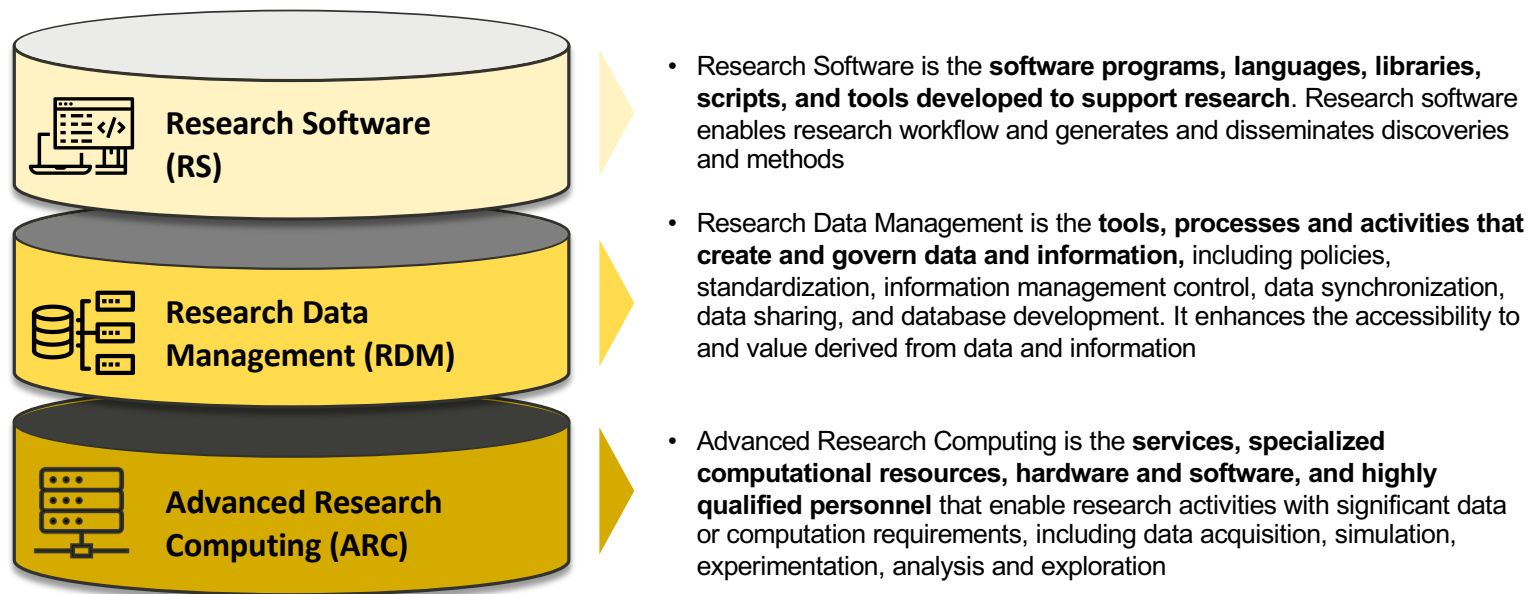 Research Software
(RS)
• Research Software is the software programs, languages, libraries,
scripts, and tools developed to support research. Research software
enables research workflow and generates and disseminates discoveries
and methods
Research Data
Management (RDM)
• Research Data Management is the tools, processes and activities that
create and govern data and information, including policies,
standardization, information management control, data synchronization,
data sharing, and database development. It enhances the accessibility to
and value derived from data and information
Advanced Research
Computing (ARC)
• Advanced Research Computing is the services, specialized
computational resources, hardware and software, and highly
qualified personnel that enable research activities with significant data
or computation requirements, including data acquisition, simulation,
experimentation, analysis and exploration